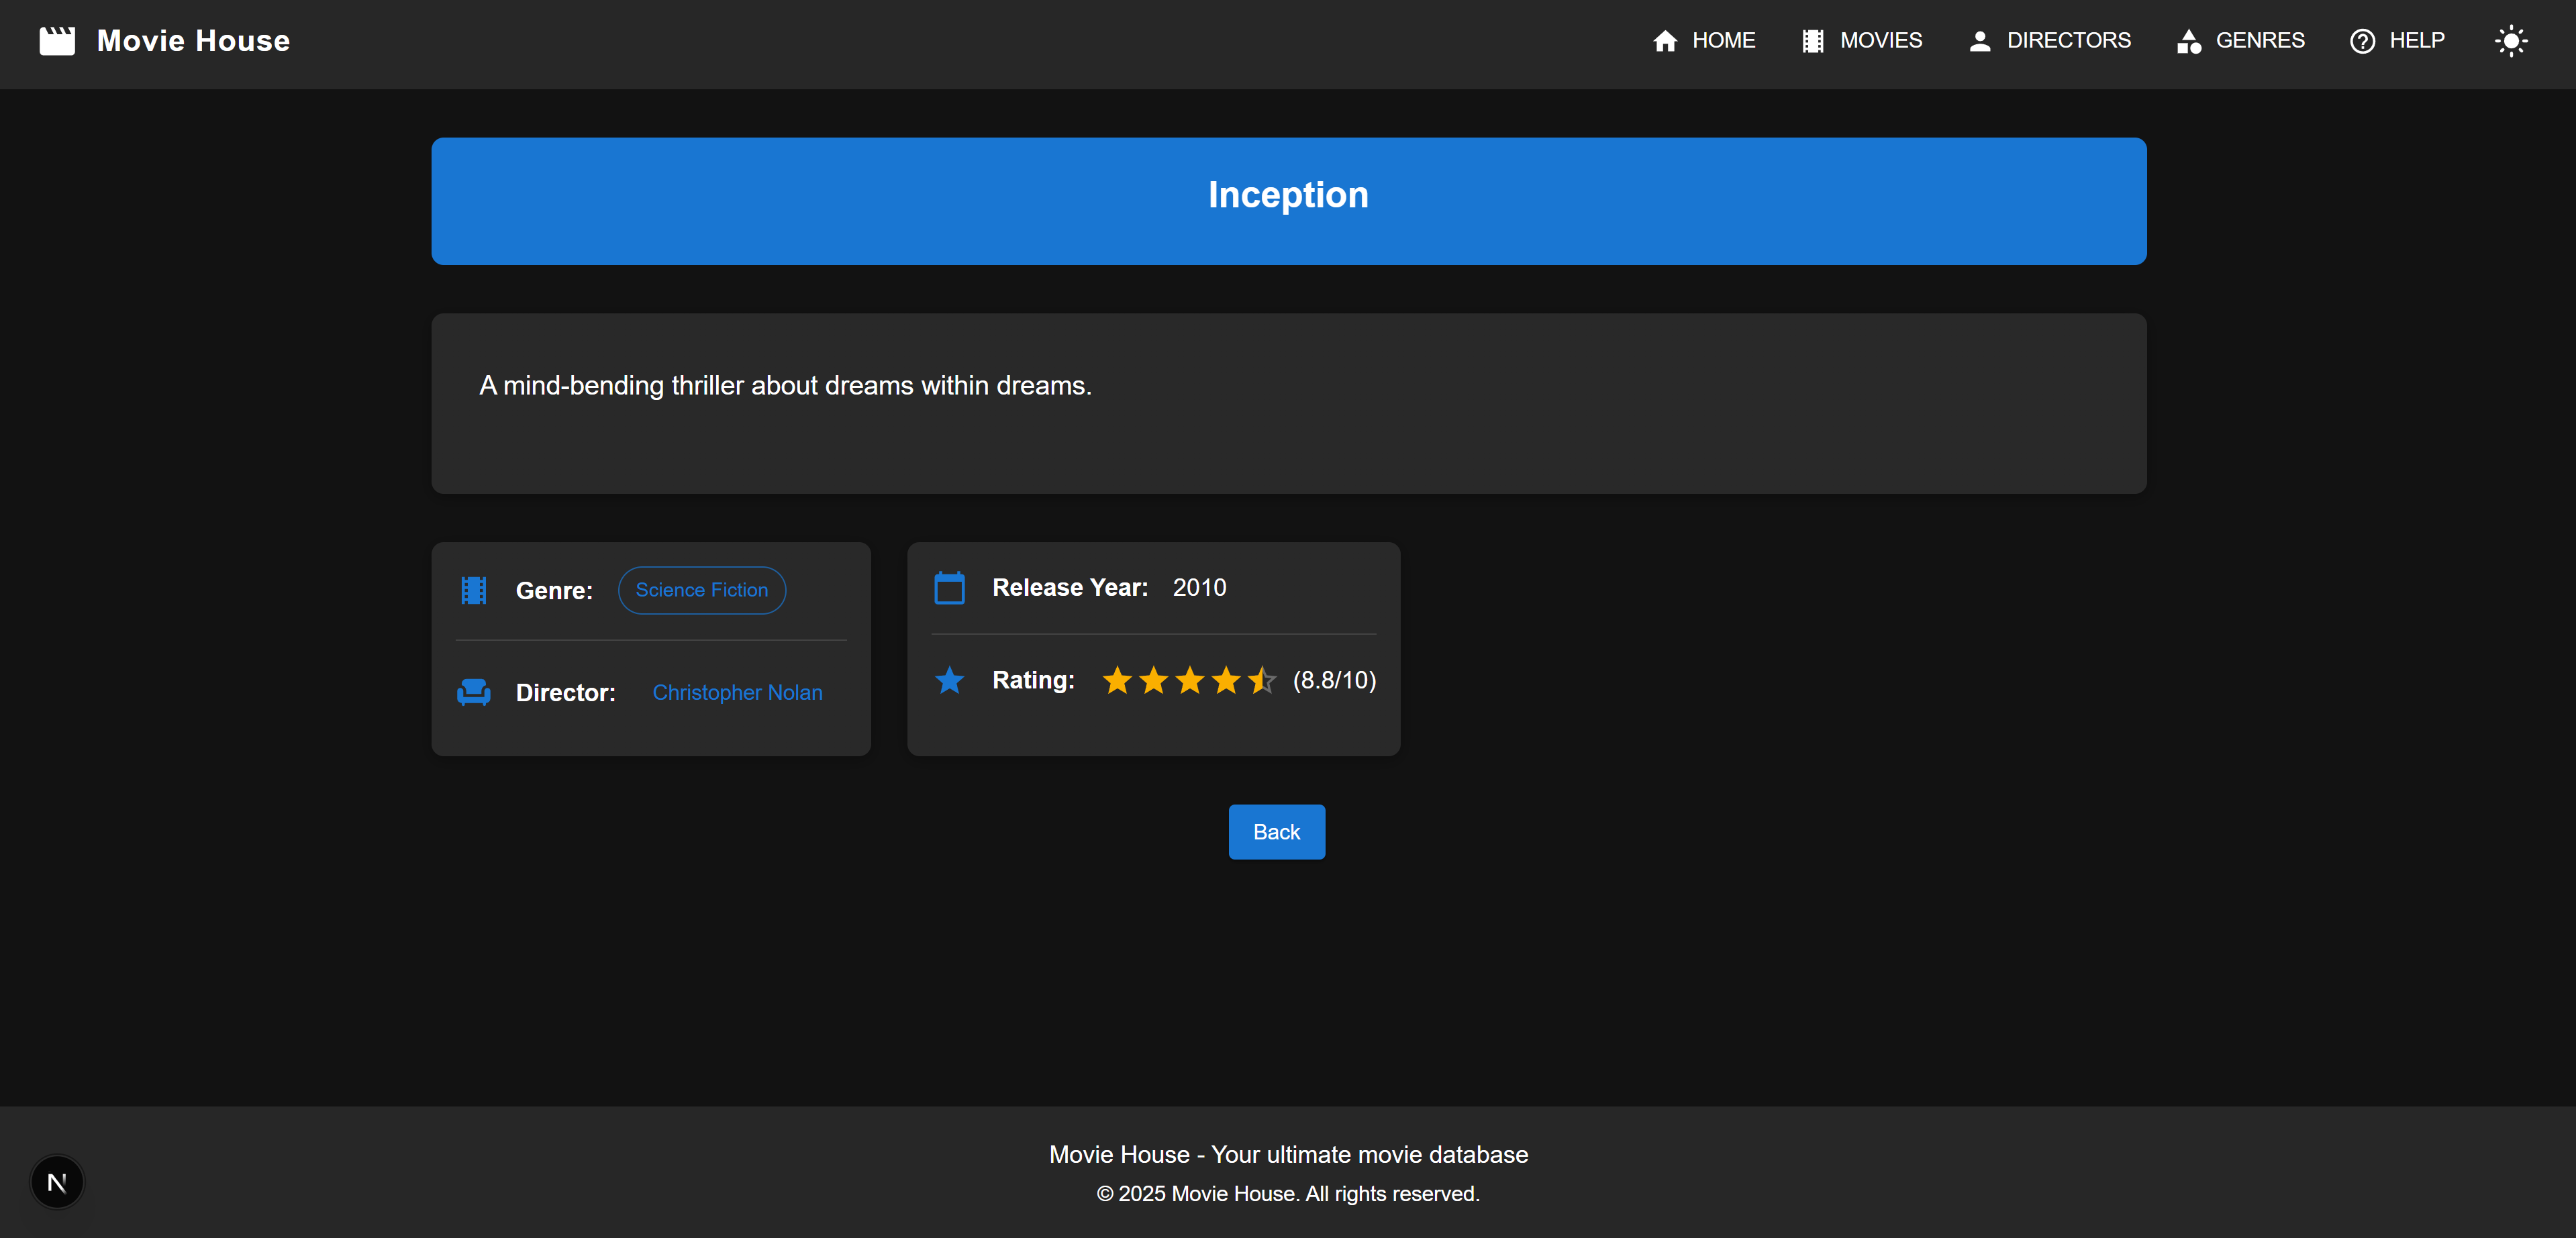 Movie House
HOME MOVIES DIRECTORS GENRES HELP
Inception
A mind-bending thriller about dreams within dreams.
Genre: Science Fiction
Director: Christopher Nolan
Release Year: 2010
Rating: (8.8/10)
Back
Movie House - Your ultimate movie database
© 2025 Movie House. All rights reserved.
N